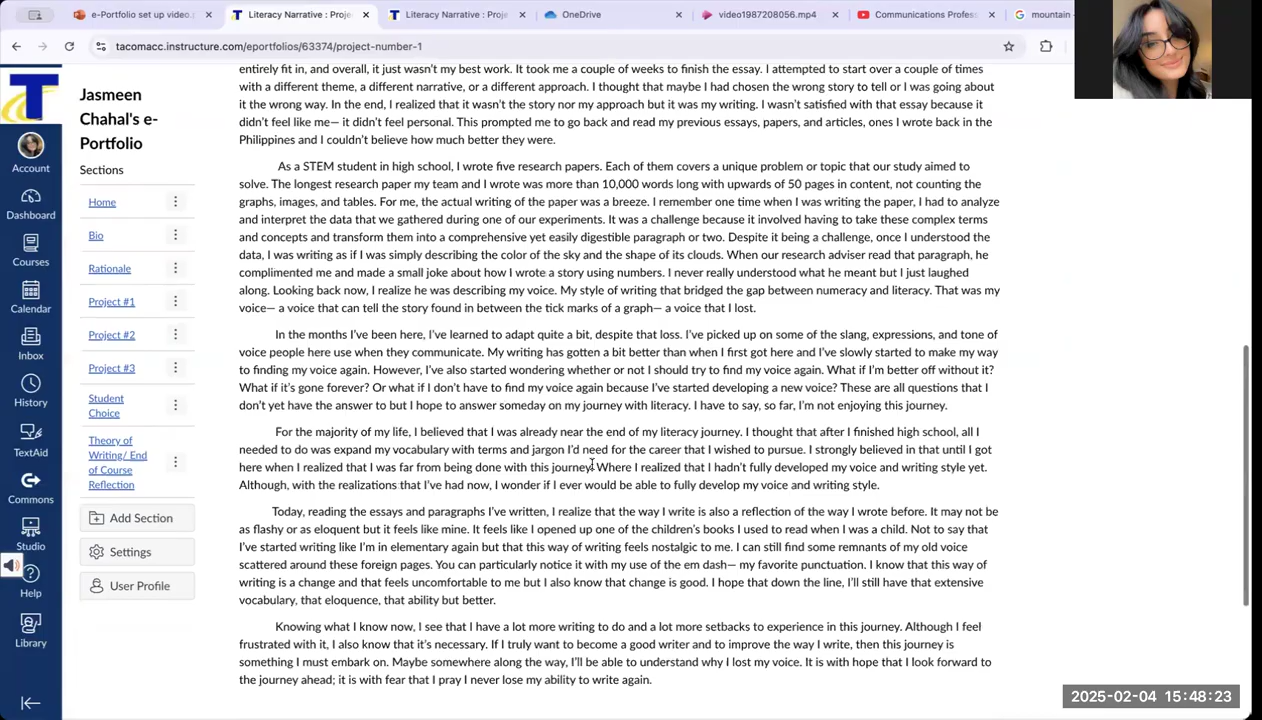 e-Portfolio set up video.s
Literacy Narrative : Proje
Literacy Narrative : Proje
OneDrive
video1987208056.mp4
Communications Profes
mountain
tacomacc.instructure.com/eportfolios/63374/project-number-1
T
Account
Dashboard
Courses
Calendar
Inbox
History
TextAid
Commons
Studio
Help
Library
Jasmeen
Chahal's e-
Portfolio
Sections
Home
Bio
Rationale
Project #1
Project #2
Project #3
Student
Choice
Theory of
Writing/ End
of Course
Reflection
Add Section
Settings
User Profile
entirely fit in, and overall, it just wasn't my best work. It took me a couple of weeks to finish the essay. I attempted to start over a couple of times
with a different theme, a different narrative, or a different approach. I thought that maybe I had chosen the wrong story to tell or I was going about
it the wrong way. In the end, I realized that it wasn't the story nor my approach but it was my writing. I wasn't satisfied with that essay because it
didn't feel like me— it didn't feel personal. This prompted me to go back and read my previous essays, papers, and articles, ones I wrote back in the
Philippines and I couldn't believe how much better they were.
As a STEM student in high school, I wrote five research papers. Each of them covers a unique problem or topic that our study aimed to
solve. The longest research paper my team and I wrote was more than 10,000 words long with upwards of 50 pages in content, not counting the
graphs, images, and tables. For me, the actual writing of the paper was a breeze. I remember one time when I was writing the paper, I had to analyze
and interpret the data that we gathered during one of our experiments. It was a challenge because it involved having to take these complex terms
and concepts and transform them into a comprehensive yet easily digestible paragraph or two. Despite it being a challenge, once I understood the
data, I was writing as if I was simply describing the color of the sky and the shape of its clouds. When our research adviser read that paragraph, he
complimented me and made a small joke about how I wrote a story using numbers. I never really understood what he meant but I just laughed
along. Looking back now, I realize he was describing my voice. My style of writing that bridged the gap between numeracy and literacy. That was my
voice— a voice that can tell the story found in between the tick marks of a graph— a voice that I lost.
In the months I've been here, I've learned to adapt quite a bit, despite that loss. I've picked up on some of the slang, expressions, and tone of
voice people here use when they communicate. My writing has gotten a bit better than when I first got here and I've slowly started to make my way
to finding my voice again. However, I've also started wondering whether or not I should try to find my voice again. What if I'm better off without it?
What if it's gone forever? Or what if I don't have to find my voice again because I've started developing a new voice? These are all questions that I
don't yet have the answer to but I hope to answer someday on my journey with literacy. I have to say, so far, I'm not enjoying this journey.
For the majority of my life, I believed that I was already near the end of my literacy journey. I thought that after I finished high school, all I
needed to do was expand my vocabulary with terms and jargon I'd need for the career that I wished to pursue. I strongly believed in that until I got
here when I realized that I was far from being done with this journey. Where I realized that I hadn't fully developed my voice and writing style yet.
Although, with the realizations that I've had now, I wonder if I ever would be able to fully develop my voice and writing style.
Today, reading the essays and paragraphs I've written, I realize that the way I write is also a reflection of the way I wrote before. It may not be
as flashy or as eloquent but it feels like mine. It feels like I opened up one of the children's books I used to read when I was a child. Not to say that
I've started writing like I'm in elementary again but that this way of writing feels nostalgic to me. I can still find some remnants of my old voice
scattered around these foreign pages. You can particularly notice it with my use of the em dash— my favorite punctuation. I know that this way of
writing is a change and that feels uncomfortable to me but I also know that change is good. I hope that down the line, I'll still have that extensive
vocabulary, that eloquence, that ability but better.
Knowing what I know now, I see that I have a lot more writing to do and a lot more setbacks to experience in this journey. Although I feel
frustrated with it, I also know that it's necessary. If I truly want to become a good writer and to improve the way I write, then this journey is
something I must embark on. Maybe somewhere along the way, I'll be able to understand why I lost my voice. It is with hope that I look forward to
the journey ahead; it is with fear that I pray I never lose my ability to write again.
2025-02-04 15:48:23